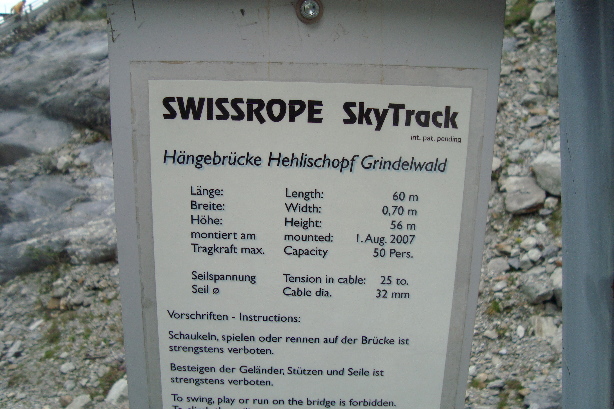 SWISSROPE SkyTrack
int. pat. pending
Hängebrücke Hehlischopf Grindelwald
Länge: Length: 60 m
Breite: Width: 0,70 m
Höhe: Height: 56 m
montiert am mounted: 1. Aug. 2007
Tragkraft max. Capacity 50 Pers.
Seilspannung Tension in cable: 25 to.
Seil ø Cable dia. 32 mm
Vorschriften - Instructions:
Schaukeln, spielen oder rennen auf der Brücke ist
strengstens verboten.
Besteigen der Geländer, Stützen und Seile ist
strengstens verboten.
To swing, play or run on the bridge is forbidden.